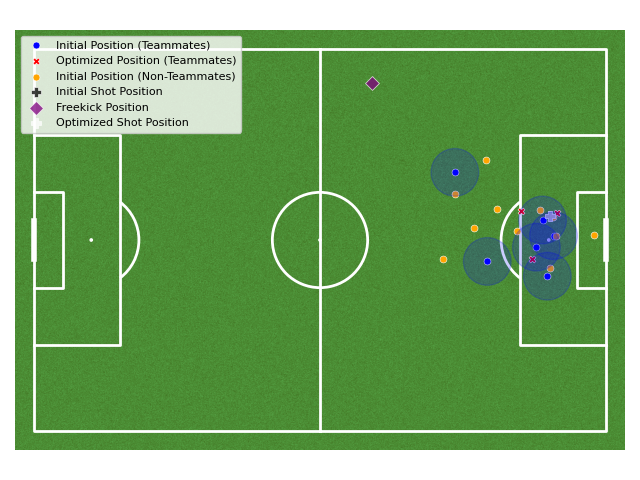 Initial Position (Teammates)
Optimized Position (Teammates)
Initial Position (Non-Teammates)
Initial Shot Position
Freekick Position
Optimized Shot Position